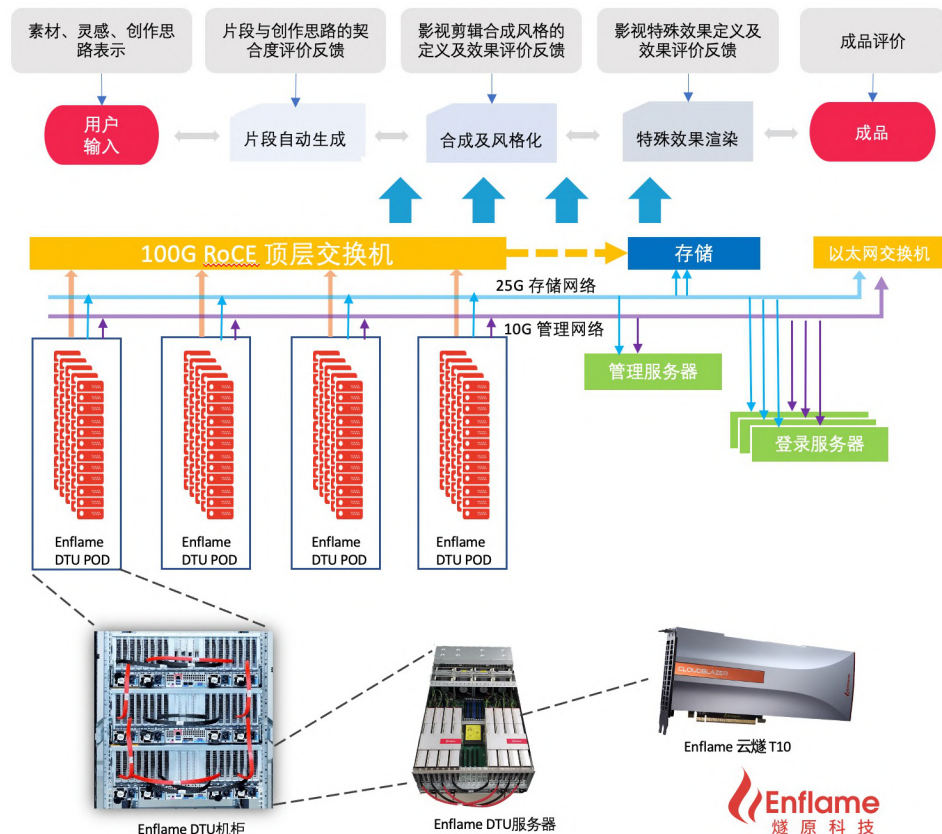 素材、灵感、创作思
路表示
片段与创作思路的契
合度评价反馈
影视剪辑合成风格的
定义及效果评价反馈
影视特殊效果定义及
效果评价反馈
成品评价
用户
输入
片段自动生成
合成及风格化
特殊效果渲染
成品
100G RoCE 顶层交换机
存储
以太网交换机
25G 存储网络
10G 管理网络
管理服务器
登录服务器
Enflame
DTU POD
Enflame
DTU POD
Enflame
DTU POD
Enflame
DTU POD
CLOUDBLAZER
Enflame 云燧 T10
Enflame DTU机柜
Enflame DTU服务器
Enflame
燧原科技